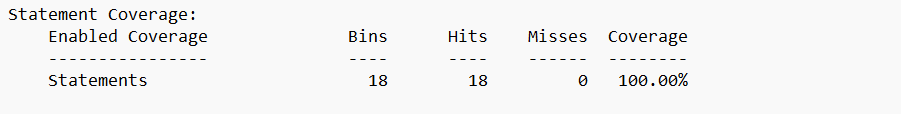 Statement Coverage:
    Enabled Coverage              Bins      Hits    Misses  Coverage
    ----------------              ----      ----    ------  --------
    Statements                      18        18         0   100.00%